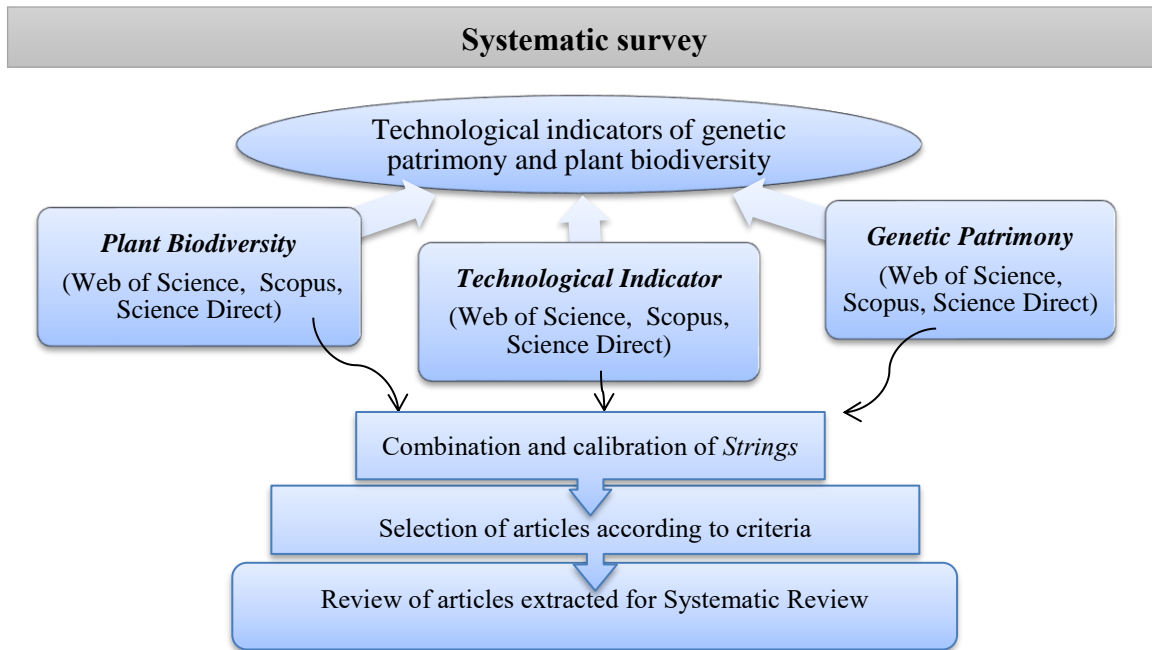 Systematic survey
Technological indicators of genetic
patrimony and plant biodiversity
Plant Biodiversity
(Web of Science, Scopus,
Science Direct)
Technological Indicator
(Web of Science, Scopus,
Science Direct)
Genetic Patrimony
(Web of Science,
Scopus, Science Direct)
Combination and calibration of Strings
Selection of articles according to criteria
Review of articles extracted for Systematic Review